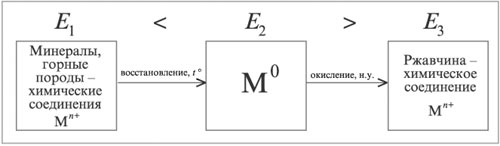 E₁ < E₂ > E₃
Минералы,
горные
породы –
химические
соединения
Mⁿ⁺
восстановление, t°
M⁰
окисление, н.у.
Ржавчина –
химическое
соединение
Mⁿ⁺